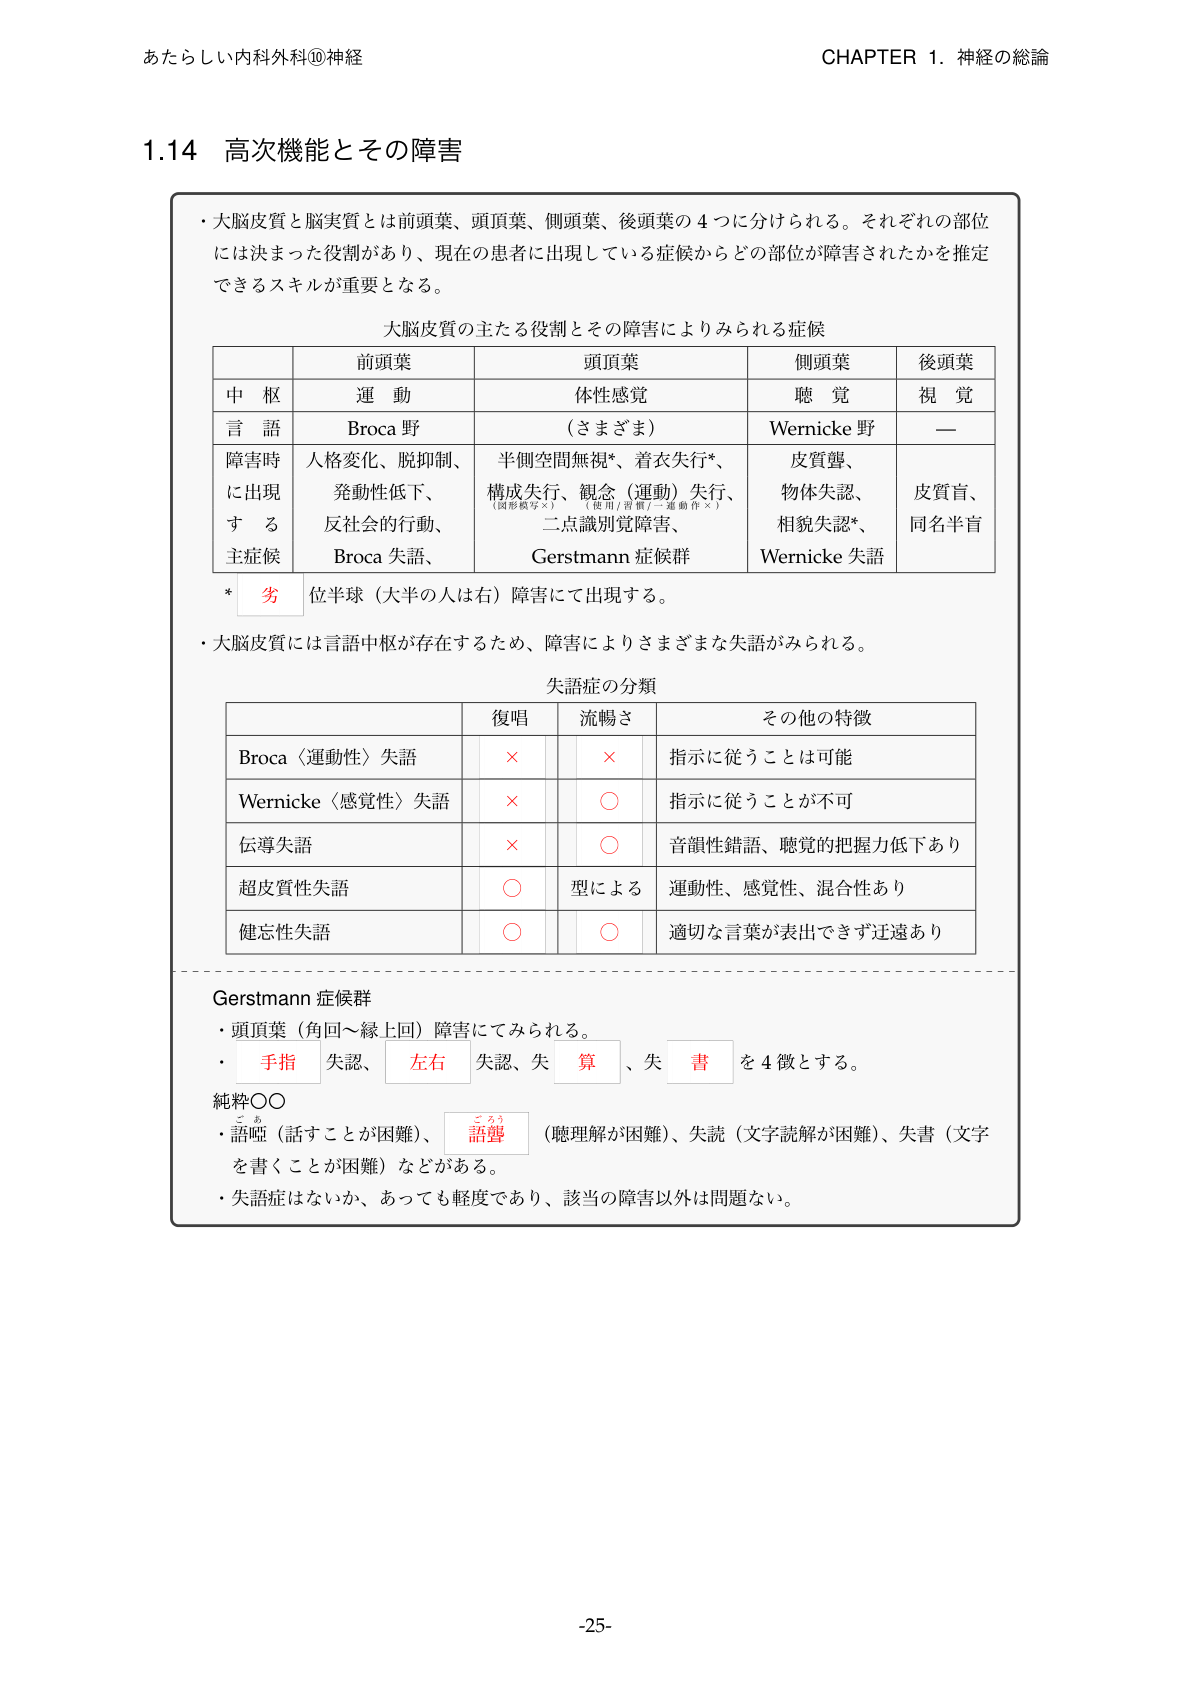 あたらしい内科外科⑩神経 CHAPTER 1. 神経の総論
1.14 高次機能とその障害
・大脳皮質と脳実質とは前頭葉、頭頂葉、側頭葉、後頭葉の 4 つに分けられる。それぞれの部位
には決まった役割があり、現在の患者に出現している症候からどの部位が障害されたかを推定
できるスキルが重要となる。
大脳皮質の主たる役割とその障害によりみられる症候
前頭葉 頭頂葉 側頭葉 後頭葉
中 枢 運 動 体性感覚 聴 覚 視 覚
言 語 Broca 野 (さまざま) Wernicke 野 —
障害時 人格変化、脱抑制、 半側空間無視*、着衣失行*、 皮質聾、
に出現 発動性低下、 構成失行、観念（運動）失行、 物体失認、 皮質盲、
（図形模写×） （使用/習慣/一連動作×）
す る 反社会的行動、 二点識別覚障害、 相貌失認*、 同名半盲
主症候 Broca 失語、 Gerstmann 症候群 Wernicke 失語
* 劣 位半球（大半の人は右）障害にて出現する。
・大脳皮質には言語中枢が存在するため、障害によりさまざまな失語がみられる。
失語症の分類
復唱 流暢さ その他の特徴
Broca〈運動性〉失語 × × 指示に従うことは可能
Wernicke〈感覚性〉失語 × ○ 指示に従うことが不可
伝導失語 × ○ 音韻性錯語、聴覚的把握力低下あり
超皮質性失語 ○ 型による 運動性、感覚性、混合性あり
健忘性失語 ○ ○ 適切な言葉が表出できず迂遠あり
Gerstmann 症候群
・頭頂葉（角回〜縁上回）障害にてみられる。
・ 手指 失認、 左右 失認、失 算 、失 書 を 4 徴とする。
純粋○○
ごあ ごろう
・語啞（話すことが困難）、 語聾 （聴理解が困難）、失読（文字読解が困難）、失書（文字
を書くことが困難）などがある。
・失語症はないか、あっても軽度であり、該当の障害以外は問題ない。
-25-